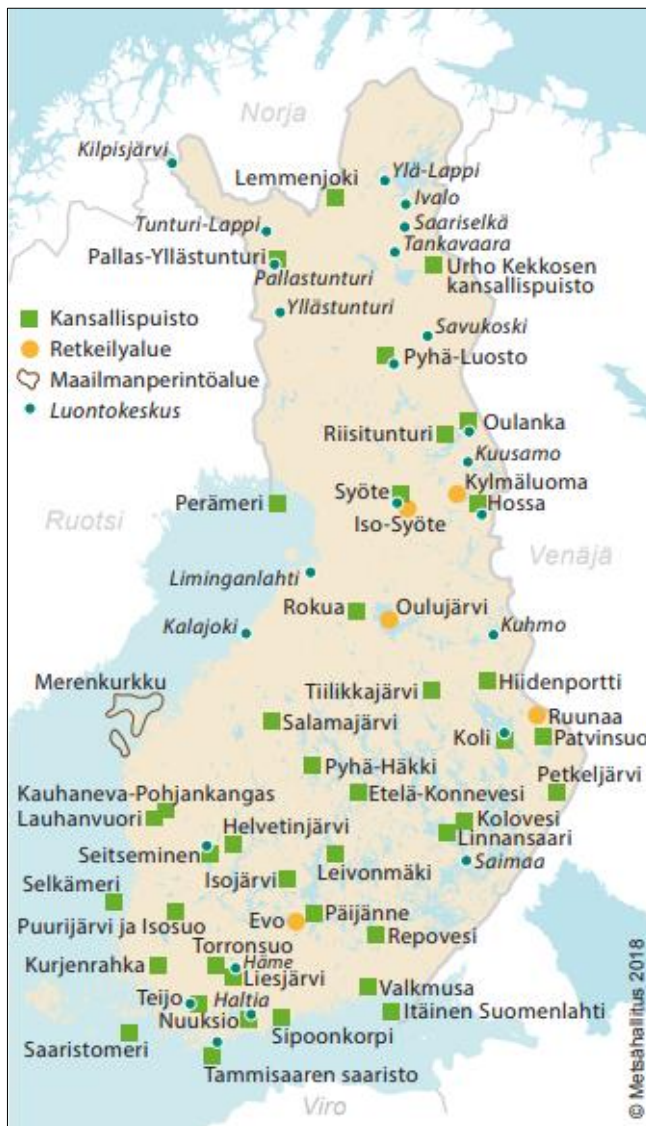 Norja
Kilpisjärvi
Ylä-Lappi
Lemmenjoki
Ivalo
Tunturi-Lappi
Saariselkä
Tankavaara
Pallas-Yllästunturi
Pallastunturi
Urho Kekkosen
kansallispuisto
Yllästunturi
Kansallispuisto
Retkeilyalue
Maailmanperintöalue
Luontokeskus
Savukoski
Pyhä-Luosto
Oulanka
Riisitunturi
Kuusamo
Kylmäluoma
Syöte
Hossa
Perämeri
Iso-Syöte
Ruotsi
Venäjä
Liminganlahti
Rokua
Oulujärvi
Kalajoki
Kuhmo
Merenkurkku
Tiilikkajärvi
Hiidenportti
Salamajärvi
Ruunaa
Koli
Patvinsuo
Pyhä-Häkki
Petkeljärvi
Kauhaneva-Pohjankangas
Etelä-Konnevesi
Lauhanvuori
Kolovesi
Helvetinjärvi
Linnansaari
Seitseminen
Leivonmäki
Saimaa
Isojärvi
Selkämeri
Puurijärvi ja Isosuo
Evo
Päijänne
Repovesi
Torronsuo
Kurjenrahka
Häme
Liesjärvi
Teijo
Haltia
Valkmusa
Nuuksio
Itäinen Suomenlahti
Sipoonkorpi
Saaristomeri
Tammisaaren saaristo
Viro
© Metsähallitus 2018